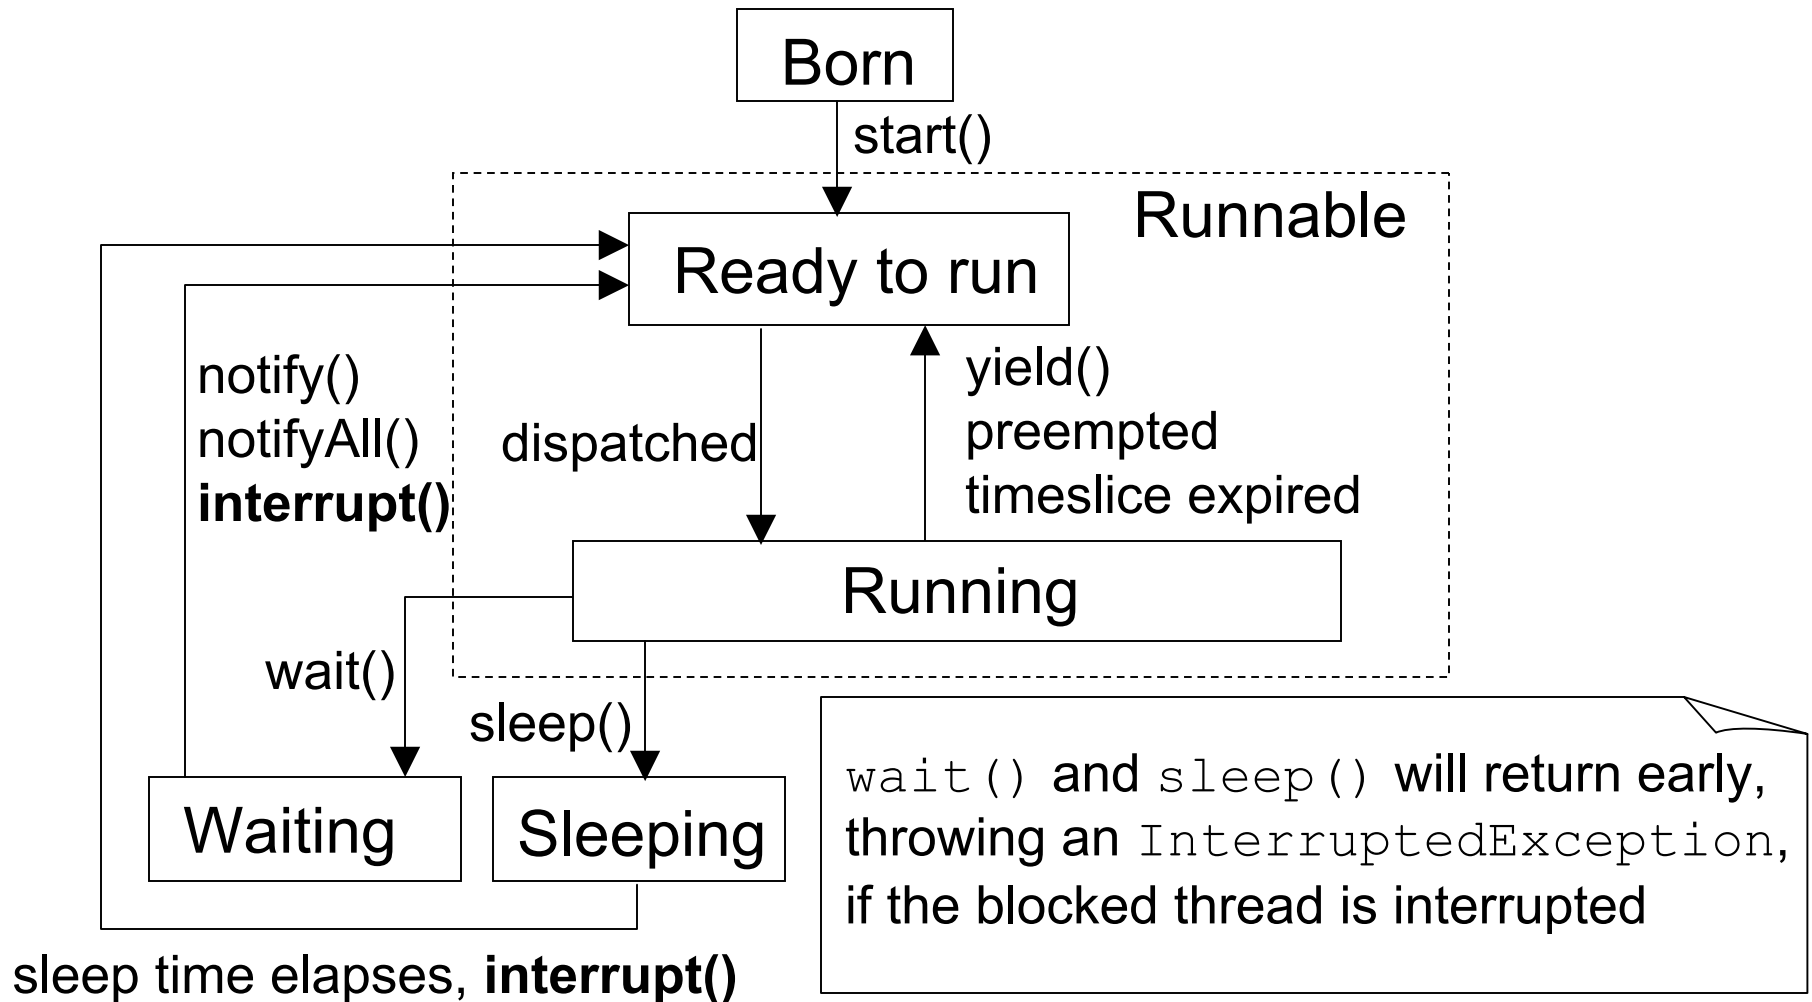 Born
start()
Runnable
Ready to run
notify()
notifyAll()
interrupt()
dispatched
yield()
preempted
timeslice expired
Running
wait()
sleep()
Waiting
Sleeping
wait() and sleep() will return early,
throwing an InterruptedException,
if the blocked thread is interrupted
sleep time elapses, interrupt()